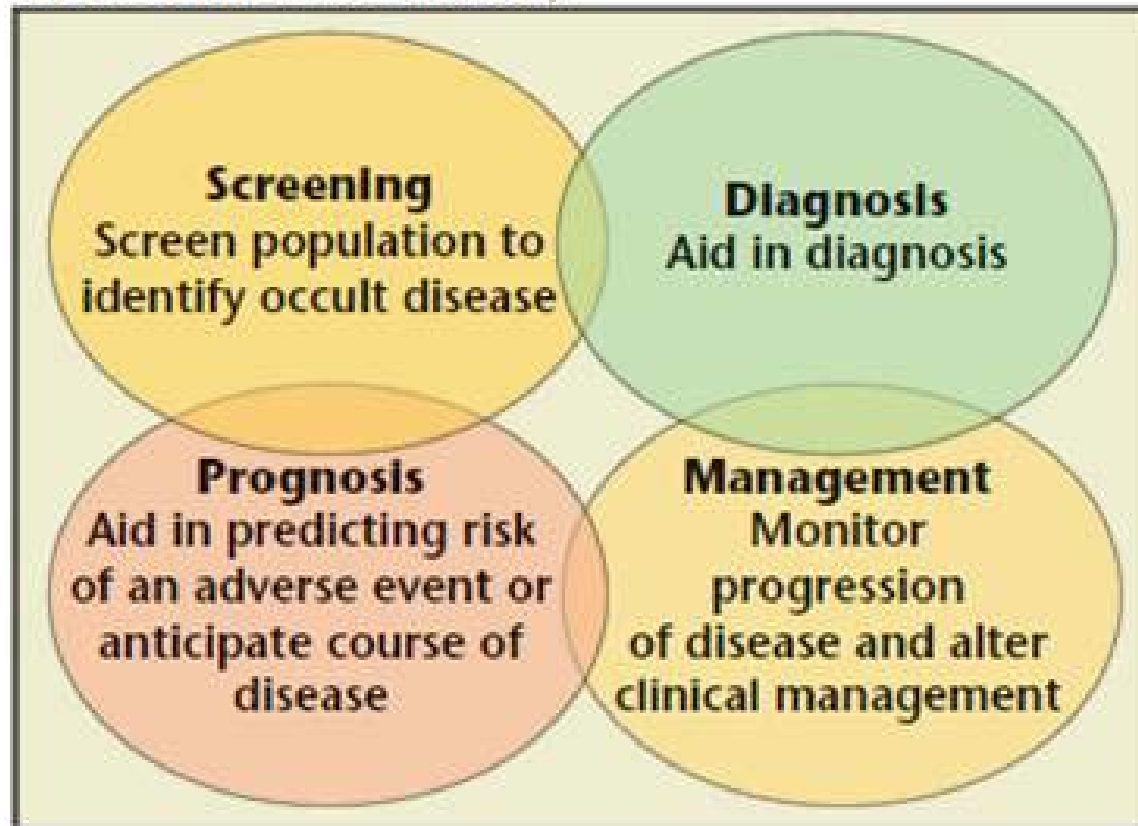 Screening
Screen population to
identify occult disease
Diagnosis
Aid in diagnosis
Prognosis
Aid in predicting risk
of an adverse event or
anticipate course of
disease
Management
Monitor
progression
of disease and alter
clinical management